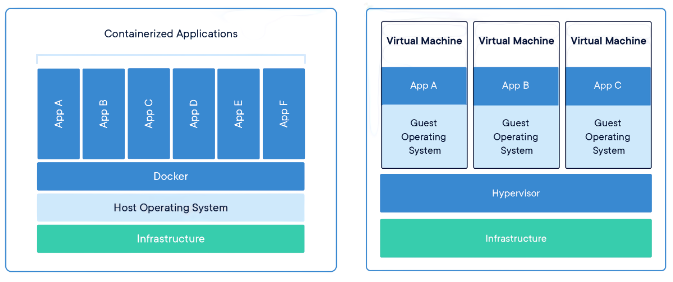 Containerized Applications
App A
App B
App C
App D
App E
App F
Docker
Host Operating System
Infrastructure
Virtual Machine
App A
Guest
Operating
System
Virtual Machine
App B
Guest
Operating
System
Virtual Machine
App C
Guest
Operating
System
Hypervisor
Infrastructure